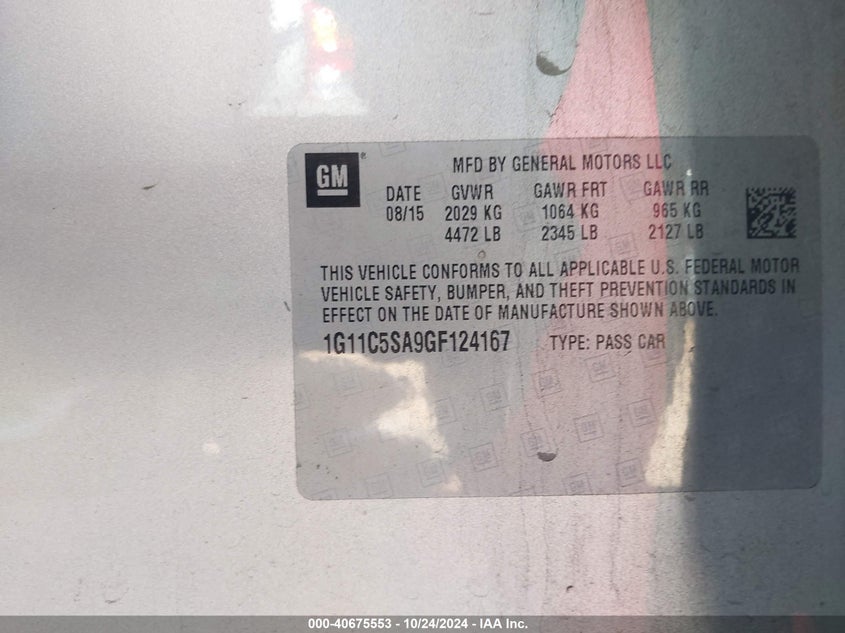 GM®
MFD BY GENERAL MOTORS LLC
DATE GVWR GAWR FRT GAWR RR
08/15 2029 KG 1064 KG 965 KG
4472 LB 2345 LB 2127 LB
THIS VEHICLE CONFORMS TO ALL APPLICABLE U.S. FEDERAL MOTOR
VEHICLE SAFETY, BUMPER, AND THEFT PREVENTION STANDARDS IN
EFFECT ON THE DATE OF MANUFACTURE SHOWN ABOVE.
1G11C5SA9GF124167 TYPE: PASS CAR
000-40675553 - 10/24/2024 - IAA Inc.